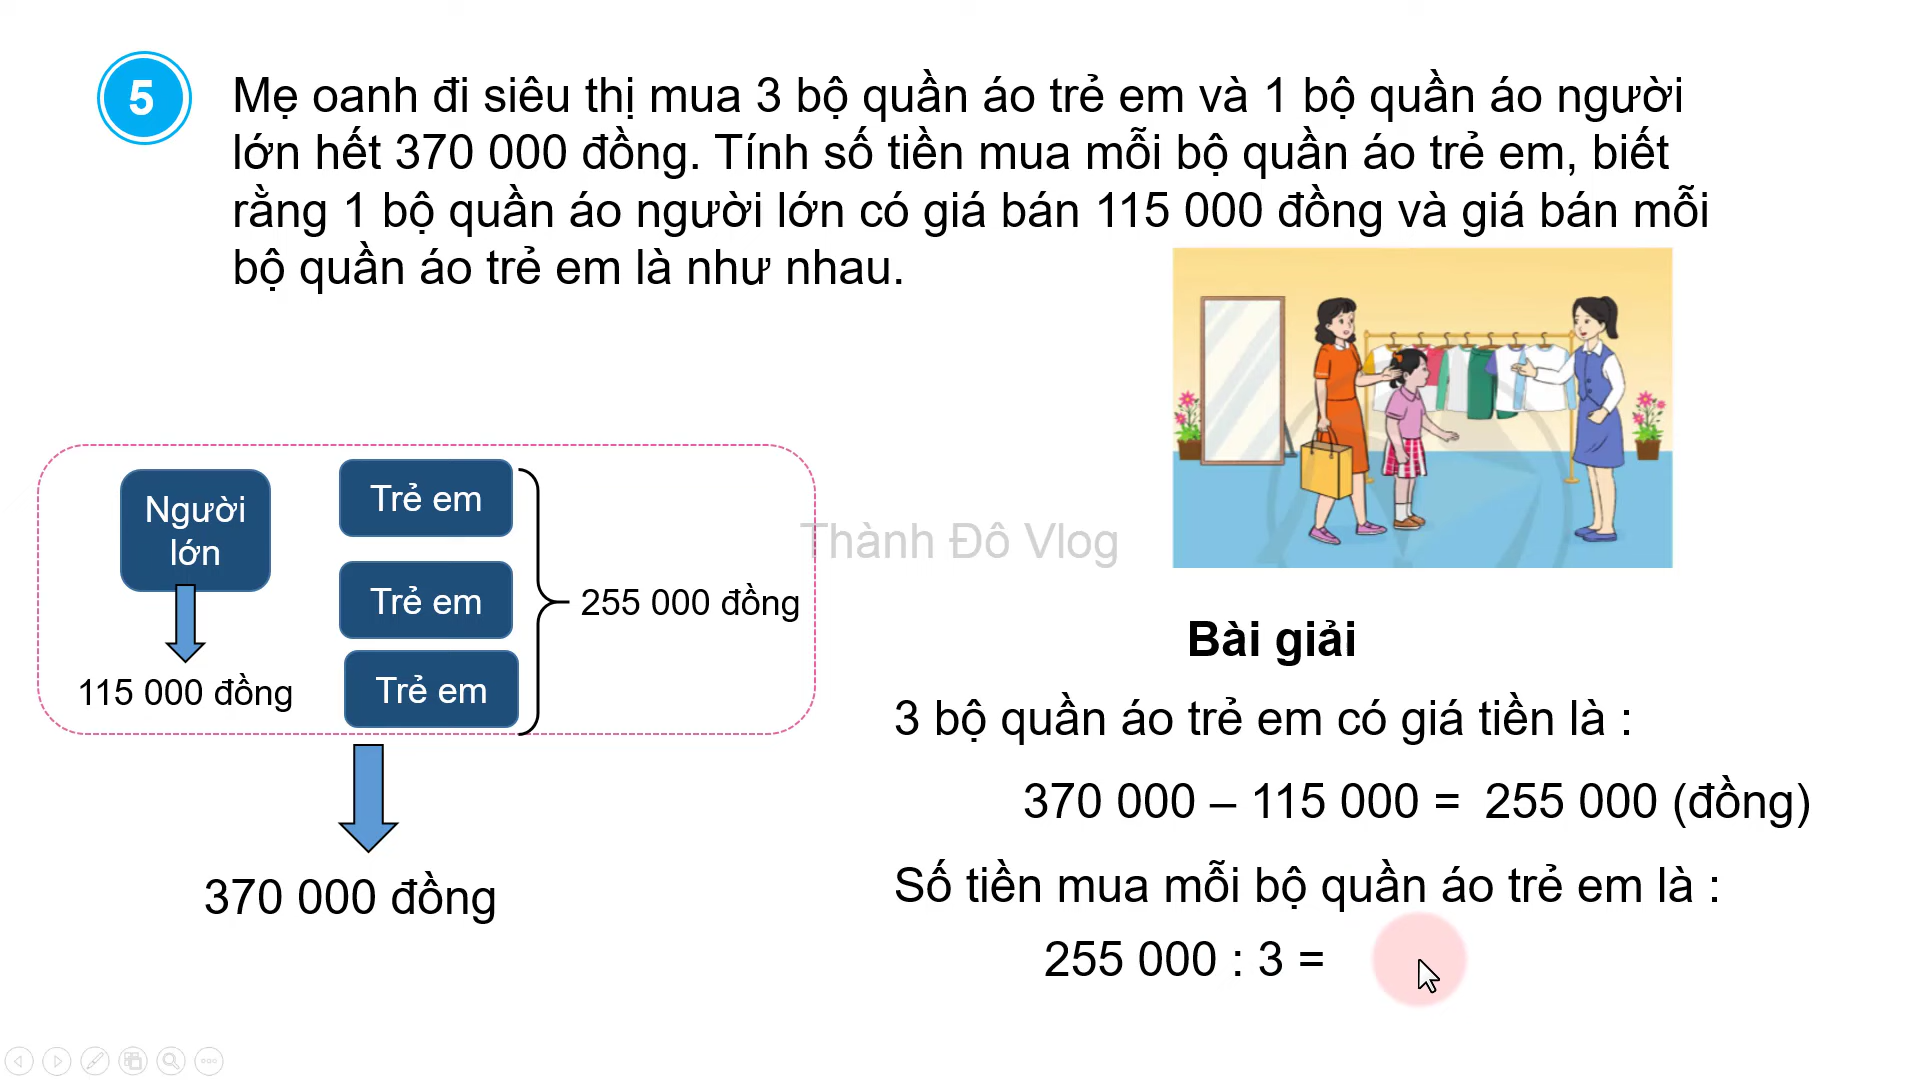 5
Mẹ oanh đi siêu thị mua 3 bộ quần áo trẻ em và 1 bộ quần áo người
lớn hết 370 000 đồng. Tính số tiền mua mỗi bộ quần áo trẻ em, biết
rằng 1 bộ quần áo người lớn có giá bán 115 000 đồng và giá bán mỗi
bộ quần áo trẻ em là như nhau.
Người
lớn
115 000 đồng
Trẻ em
Trẻ em
Trẻ em
255 000 đồng
370 000 đồng
Thành Đô Vlog
Bài giải
3 bộ quần áo trẻ em có giá tiền là :
370 000 – 115 000 = 255 000 (đồng)
Số tiền mua mỗi bộ quần áo trẻ em là :
255 000 : 3 =